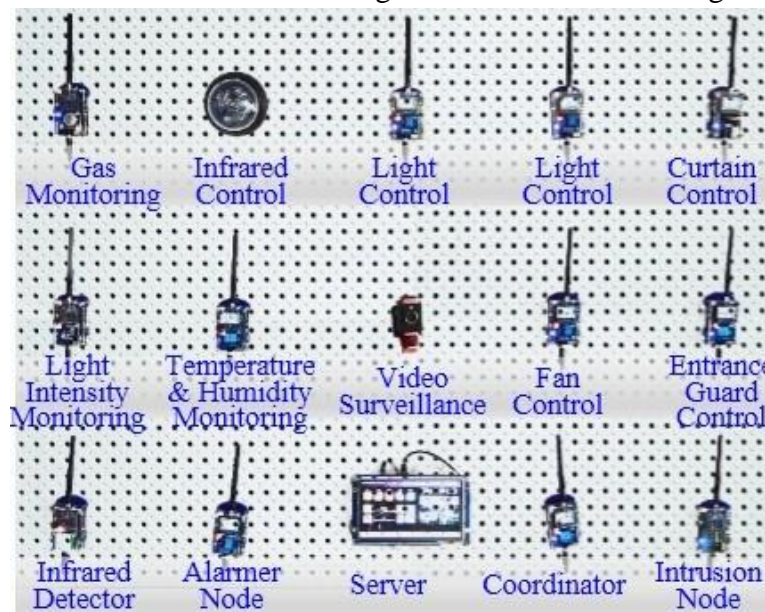 Gas
Monitoring
Infrared
Control
Light
Control
Light
Control
Curtain
Control
Light
Intensity
Monitoring
Temperature
& Humidity
Monitoring
Video
Surveillance
Fan
Control
Entrance
Guard
Control
Infrared
Detector
Alarmer
Node
Server
Coordinator
Intrusion
Node